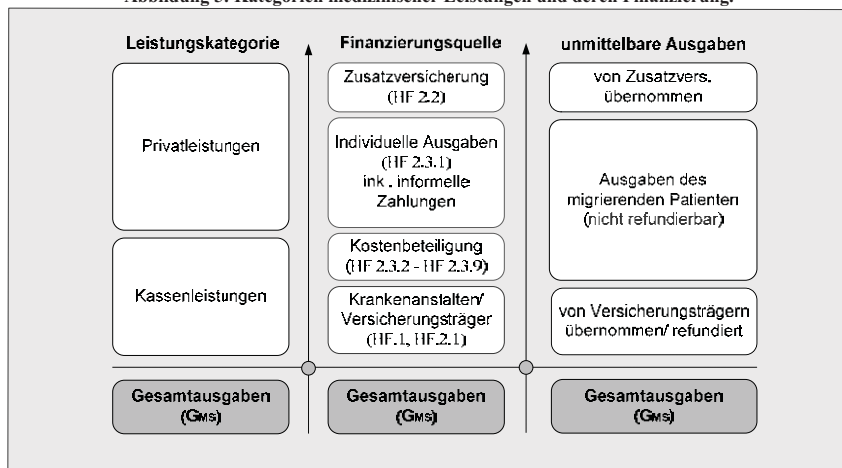 Abbildung 3: Kategorien medizinischer Leistungen und deren Finanzierung.
Leistungskategorie
Privatleistungen
Kassenleistungen
Gesamtausgaben
(GMS)
Finanzierungsquelle
Zusatzversicherung
(HF 2.2)
Individuelle Ausgaben
(HF 2.3.1)
ink. informelle
Zahlungen
Kostenbeteiligung
(HF 2.3.2 - HF 2.3.9)
Krankenanstalten/
Versicherungsträger
(HF.1, HF.2.1)
Gesamtausgaben
(GMS)
unmittelbare Ausgaben
von Zusatzvers.
übernommen
Ausgaben des
migrierenden Patienten
(nicht refundierbar)
von Versicherungsträgern
übernommen/ refundiert
Gesamtausgaben
(GMS)